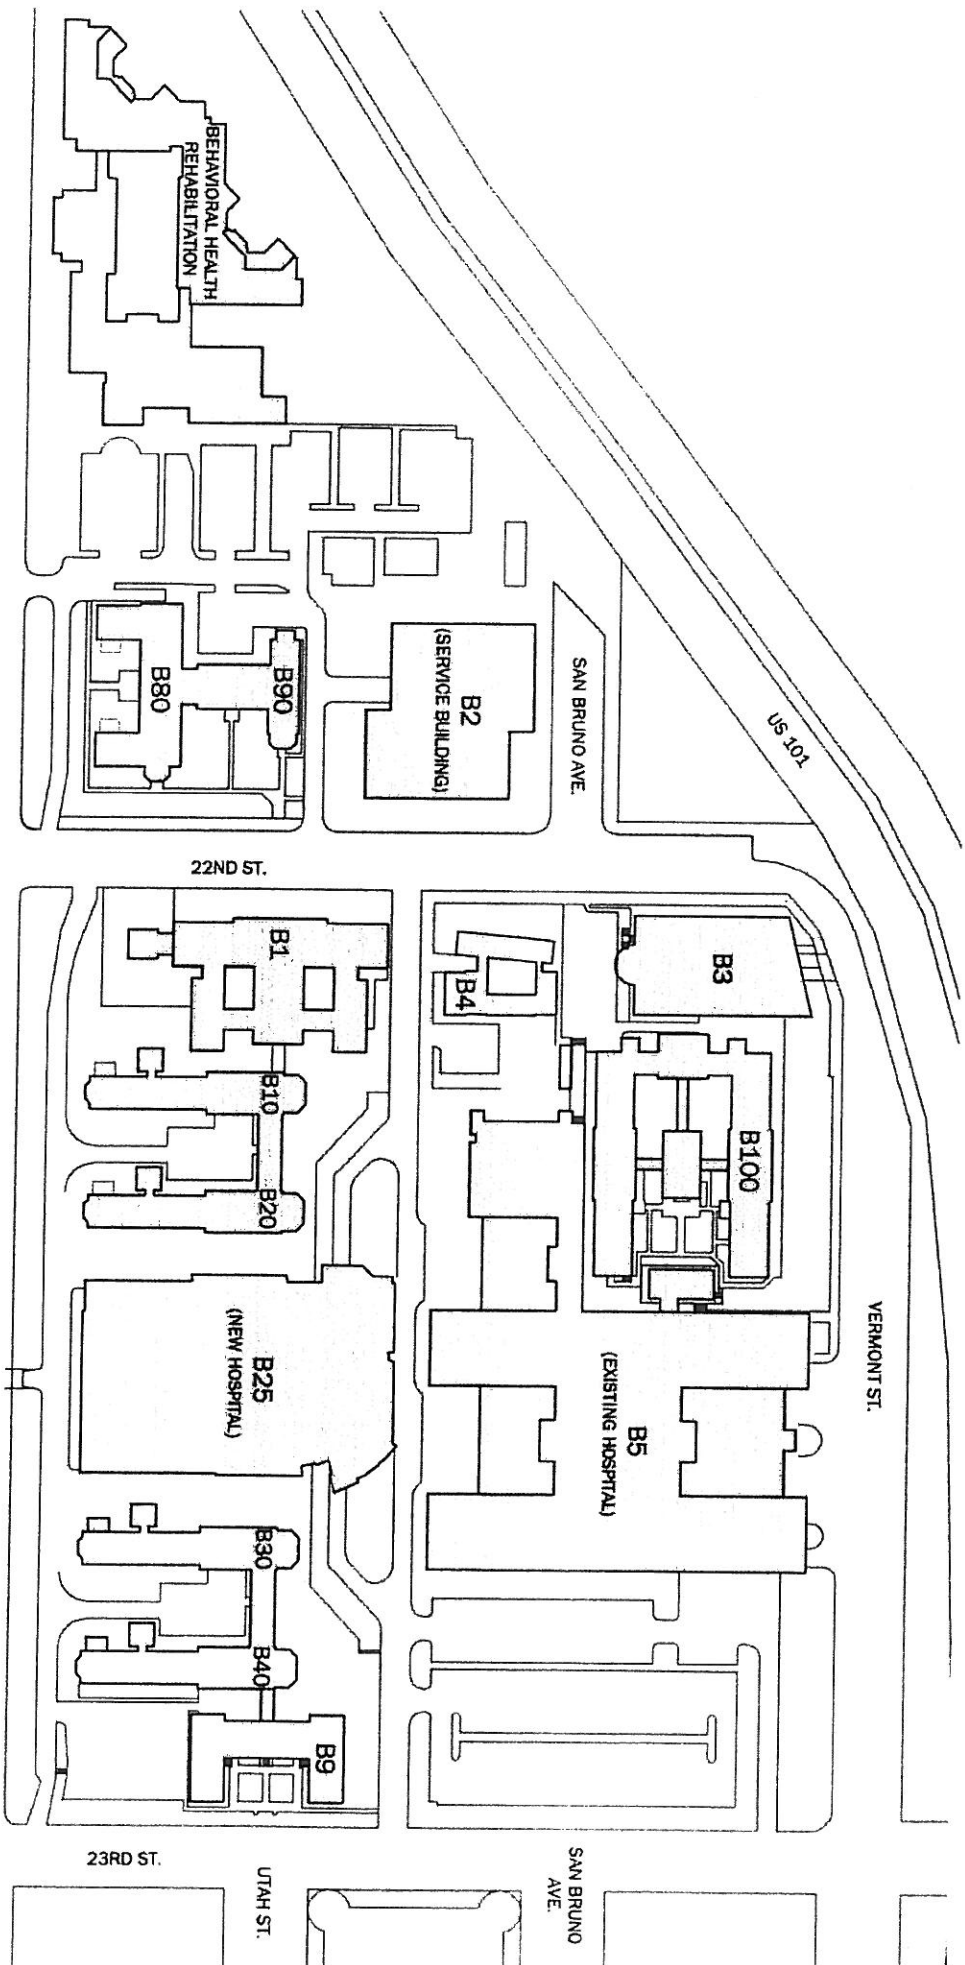 BEHAVIORAL HEALTH
REHABILITATION
US 101
SAN BRUNO AVE.
B2
(SERVICE BUILDING)
B90
B80
22ND ST.
B1
B3
B4
B10
B100
B20
VERMONT ST.
B25
(NEW HOSPITAL)
B5
(EXISTING HOSPITAL)
B30
B40
B9
23RD ST.
UTAH ST.
SAN BRUNO
AVE.